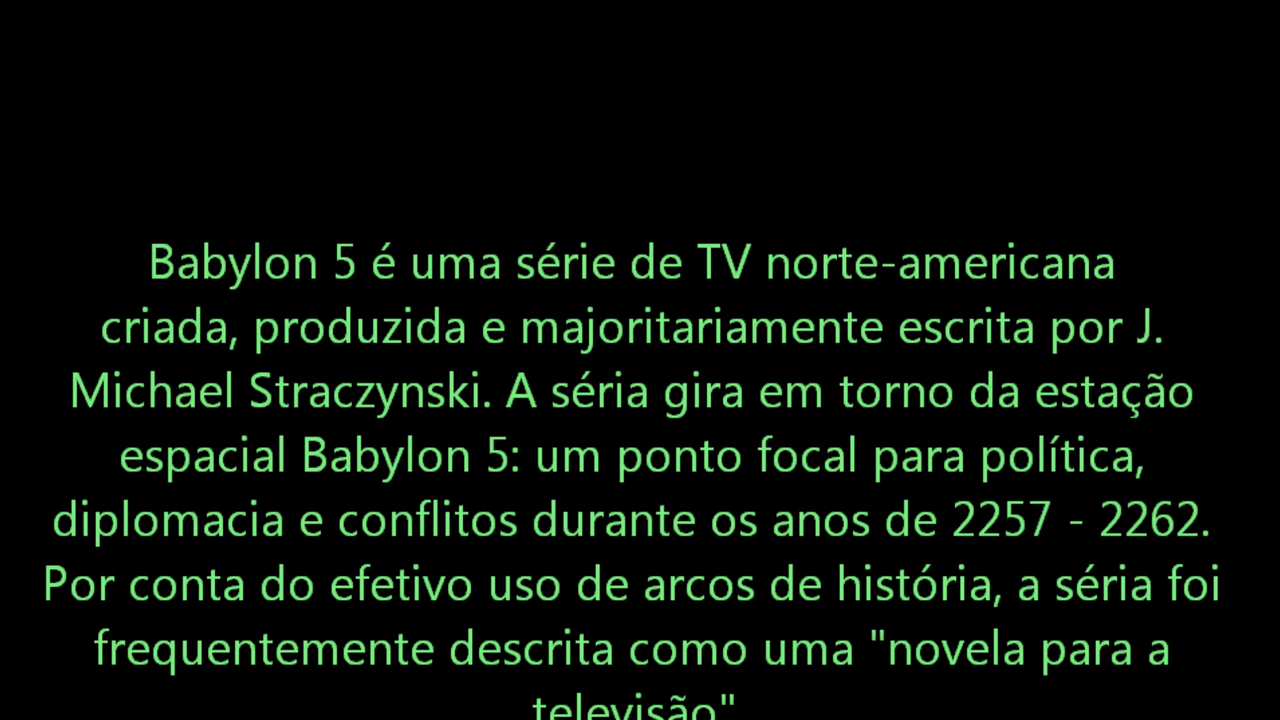 Babylon 5 é uma série de TV norte-americana
criada, produzida e majoritariamente escrita por J.
Michael Straczynski. A séria gira em torno da estação
espacial Babylon 5: um ponto focal para política,
diplomacia e conflitos durante os anos de 2257 - 2262.
Por conta do efetivo uso de arcos de história, a séria foi
frequentemente descrita como uma "novela para a
televisão"